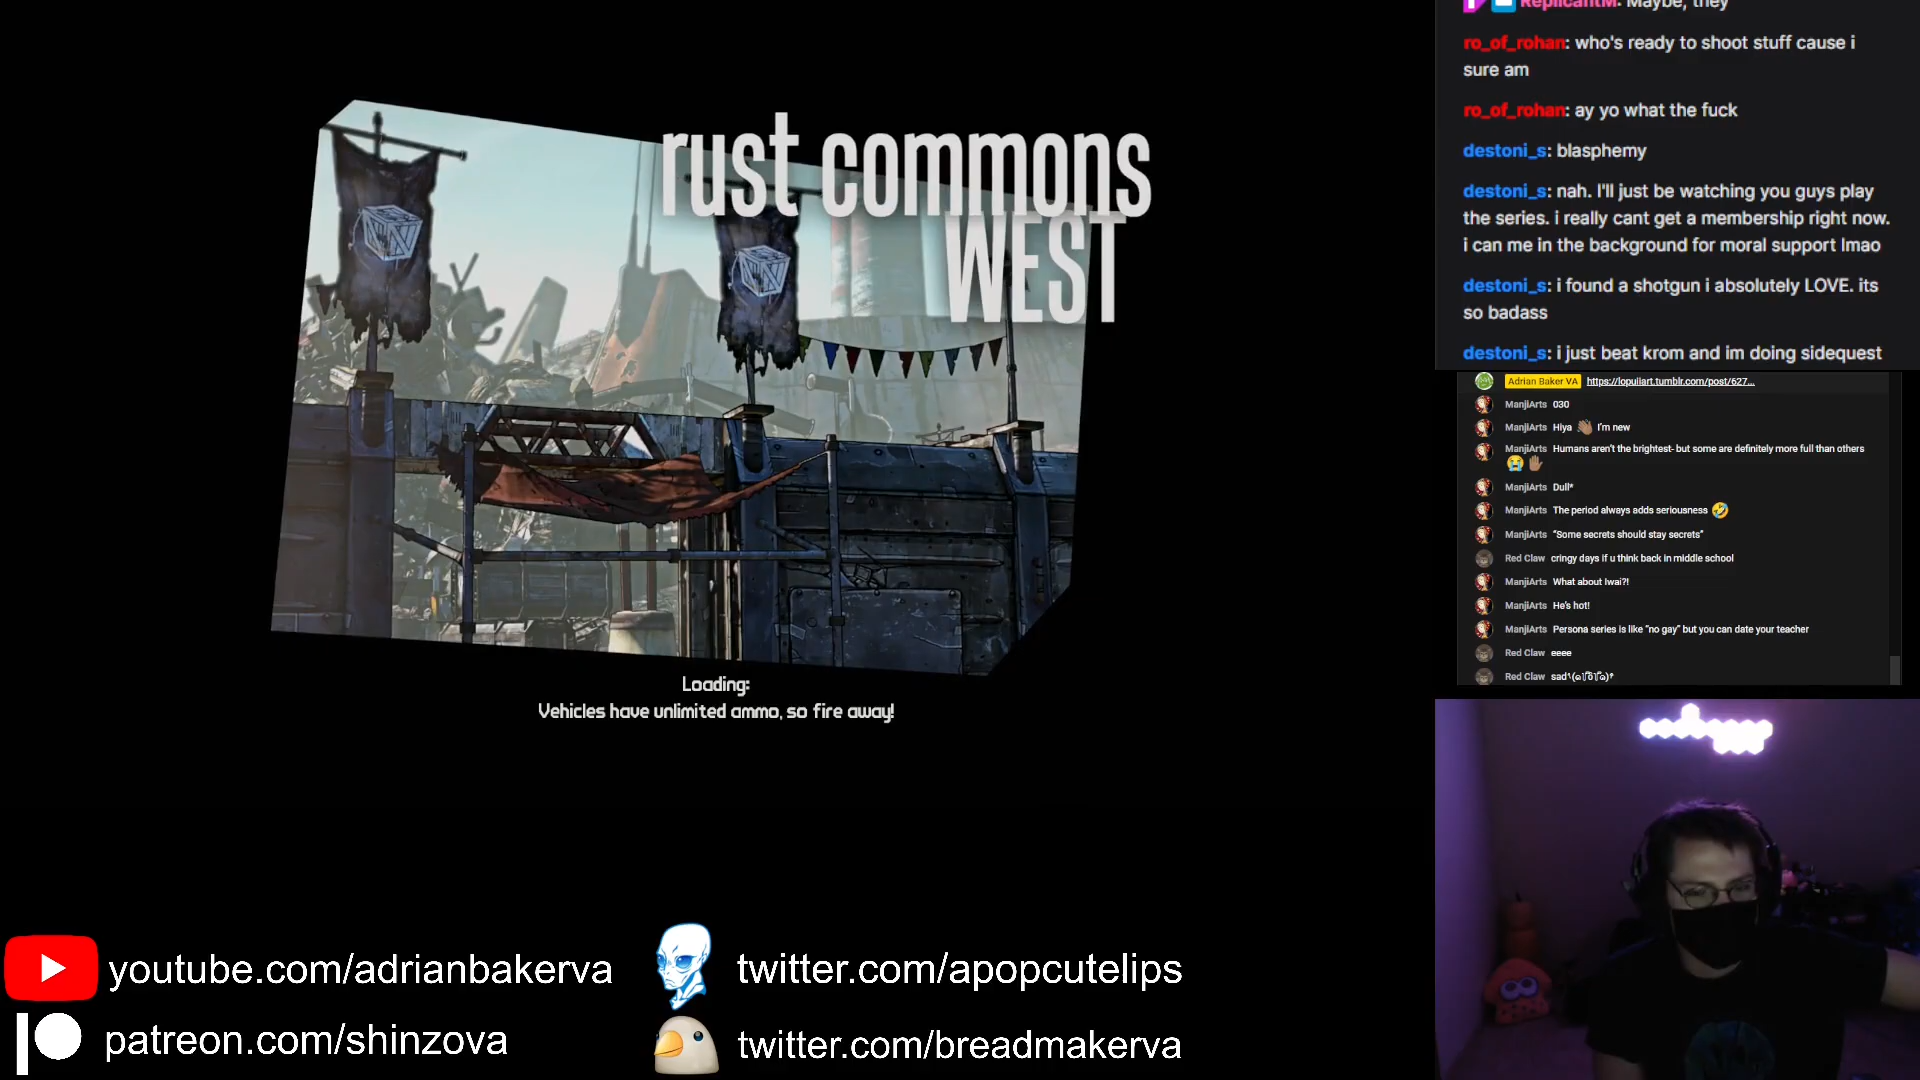 rust commons
WEST
Loading:
Vehicles have unlimited ammo, so fire away!
ReplicantM: Maybe, they
ro_of_rohan: who's ready to shoot stuff cause i
sure am
ro_of_rohan: ay yo what the fuck
destoni_s: blasphemy
destoni_s: nah. I'll just be watching you guys play
the series. i really cant get a membership right now.
i can me in the background for moral support lmao
destoni_s: i found a shotgun i absolutely LOVE. its
so badass
destoni_s: i just beat krom and im doing sidequest
Adrian Baker VA https://lopuliart.tumblr.com/post/627...
ManjiArts 030
ManjiArts Hiya 👋🏽 I'm new
ManjiArts Humans aren't the brightest- but some are definitely more full than others
😭✋🏽
ManjiArts Dull*
ManjiArts The period always adds seriousness 🤣
ManjiArts “Some secrets should stay secrets”
Red Claw cringy days if u think back in middle school
ManjiArts What about Iwai?!
ManjiArts He's hot!
ManjiArts Persona series is like “no gay” but you can date your teacher
Red Claw eeee
Red Claw sad
youtube.com/adrianbakerva
twitter.com/apopcutelips
patreon.com/shinzova
twitter.com/breadmakerva